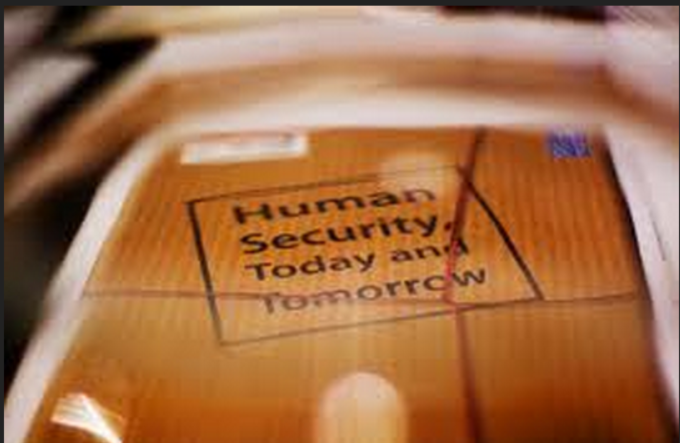 Human
Security,
Today and
Tomorrow